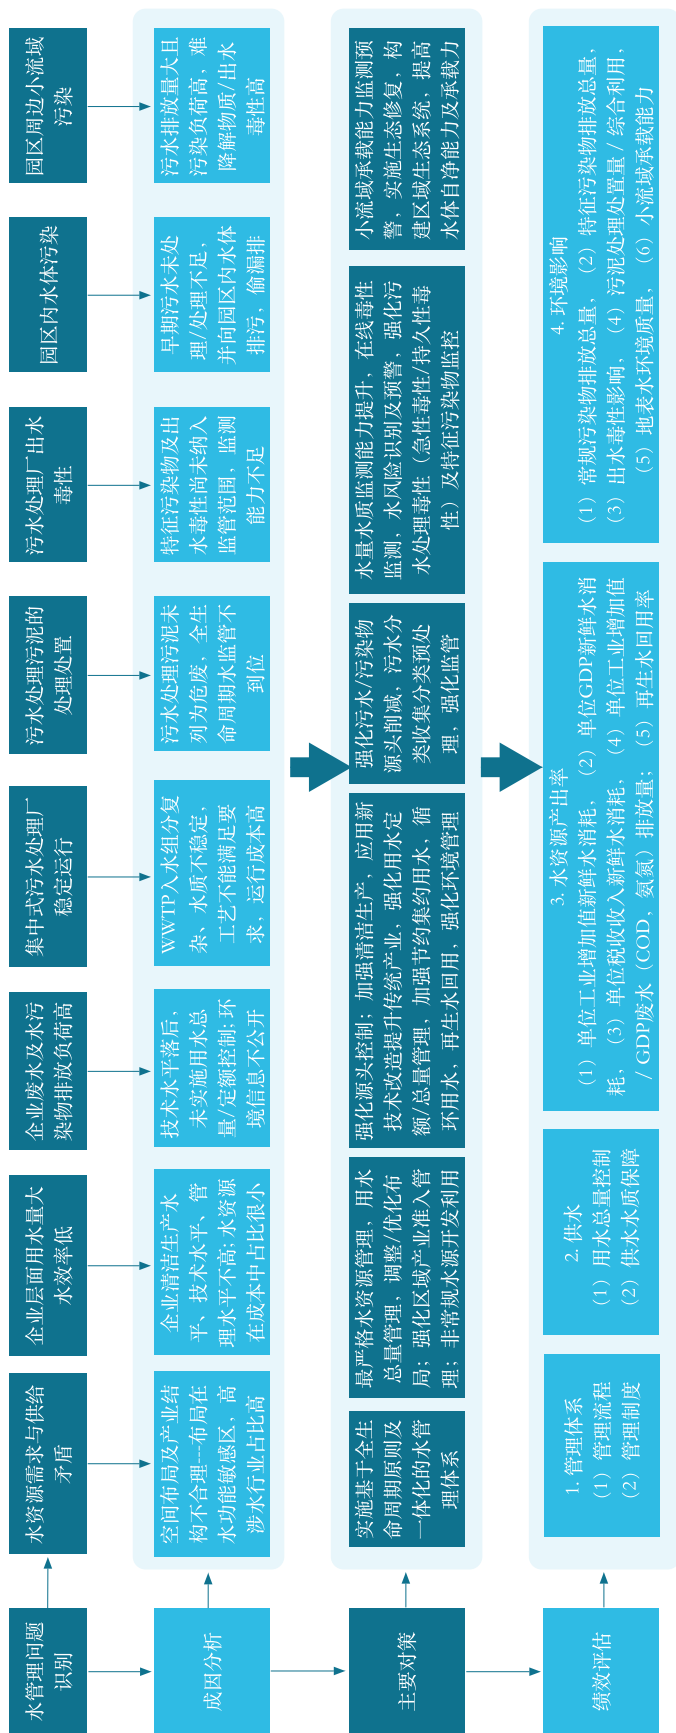 水管理问题
识别
水资源需求与供给
矛盾
企业层面用水量大
水效率低
企业废水及水污
染物排放负荷高
集中式污水处理厂
稳定运行
污水处理污泥的
处理处置
污水处理厂出水
毒性
园区内水体污染
园区周边小流域
污染
成因分析
空间布局及产业结
构不合理---布局在
水功能敏感区，高
涉水行业占比高
企业清洁生产水
平、技术水平、管
理水平不高;水资源
在成本中占比很小
技术水平落后，
未实施用水总
量/定额控制;环
境信息不公开
WWTP入水组分复
杂、水质不稳定，
工艺不能满足要
求，运行成本高
污水处理污泥未
列为危废，全生
命周期水监管不
到位
特征污染物及出
水毒性尚未纳入
监管范围，监测
能力不足
早期污水未处
理/处理不足，
并向园区内水体
排污，偷漏排
污水排放量大且
污染负荷高，难
降解物质/出水
毒性高
主要对策
实施基于全生
命周期原则及
一体化的水管
理体系
最严格水资源管理，用水
总量管理，调整/优化布
局；强化区域产业准入管
理；非常规水源开发利用
强化源头控制；加强清洁生产，应用新
技术改造提升传统产业，强化用水定
额/总量管理，加强节约集约用水，循
环用水，再生水回用，强化环境管理
强化污水/污染物
源头削减，污水分
类收集分类预处
理，强化监管
水量水质监测能力提升，在线毒性
监测，水风险识别及预警，强化污
水处理毒性（急性毒性/持久性毒
性）及特征污染物监控
小流域承载能力监测预
警，实施生态修复，构
建区域生态系统，提高
水体自净能力及承载力
绩效评估
1. 管理体系
（1）管理流程
（2）管理制度
2. 供水
（1）用水总量控制
（2）供水水质保障
3. 水资源产出率
（1）单位工业增加值新鲜水消耗，（2）单位GDP新鲜水消
耗，（3）单位税收收入新鲜水消耗，（4）单位工业增加值
/ GDP废水（COD，氨氮）排放量；（5）再生水回用率
4. 环境影响
（1）常规污染物排放总量，（2）特征污染物排放总量，
（3）出水毒性影响，（4）污泥处理处置量 / 综合利用，
（5）地表水环境质量，（6）小流域承载能力